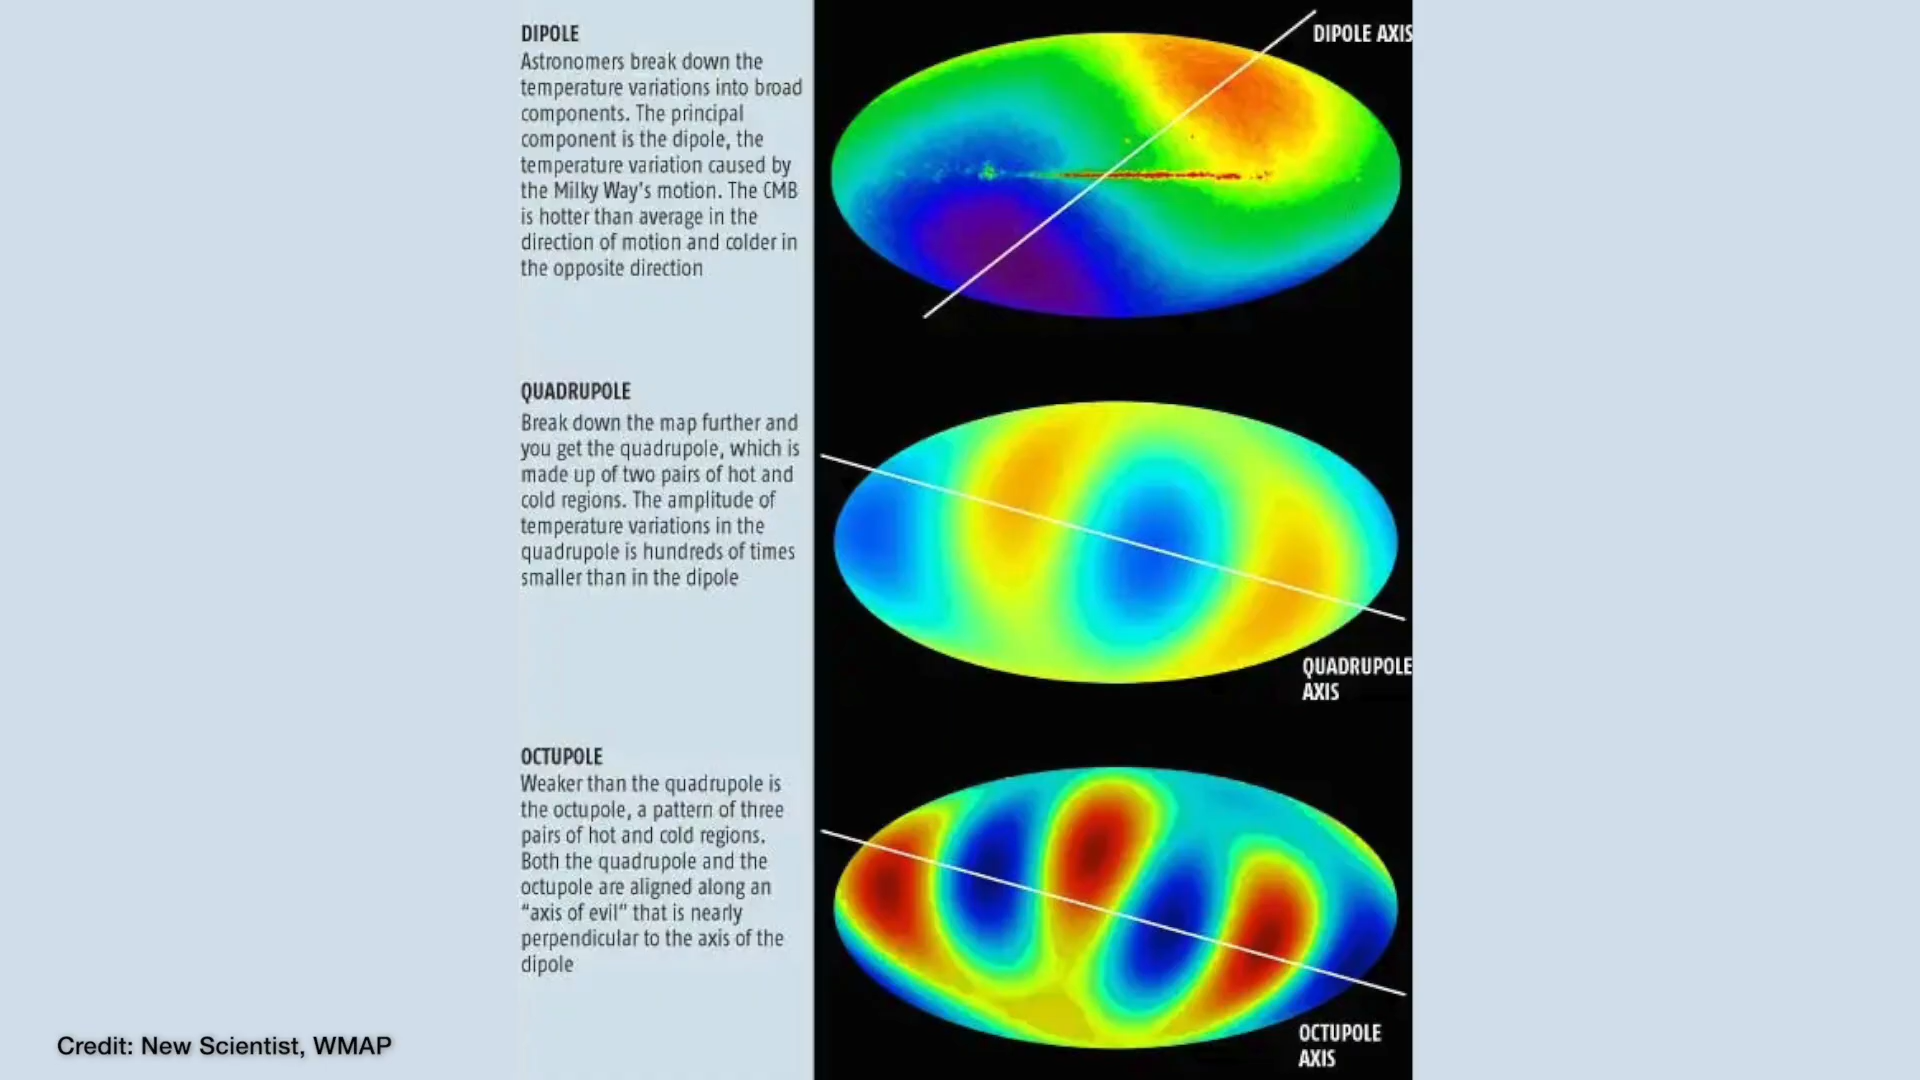 DIPOLE
Astronomers break down the
temperature variations into broad
components. The principal
component is the dipole, the
temperature variation caused by
the Milky Way's motion. The CMB
is hotter than average in the
direction of motion and colder in
the opposite direction
DIPOLE AXIS
QUADRUPOLE
Break down the map further and
you get the quadrupole, which is
made up of two pairs of hot and
cold regions. The amplitude of
temperature variations in the
quadrupole is hundreds of times
smaller than in the dipole
QUADRUPOLE
AXIS
OCTUPOLE
Weaker than the quadrupole is
the octupole, a pattern of three
pairs of hot and cold regions.
Both the quadrupole and the
octupole are aligned along an
“axis of evil” that is nearly
perpendicular to the axis of the
dipole
OCTUPOLE
AXIS
Credit: New Scientist, WMAP